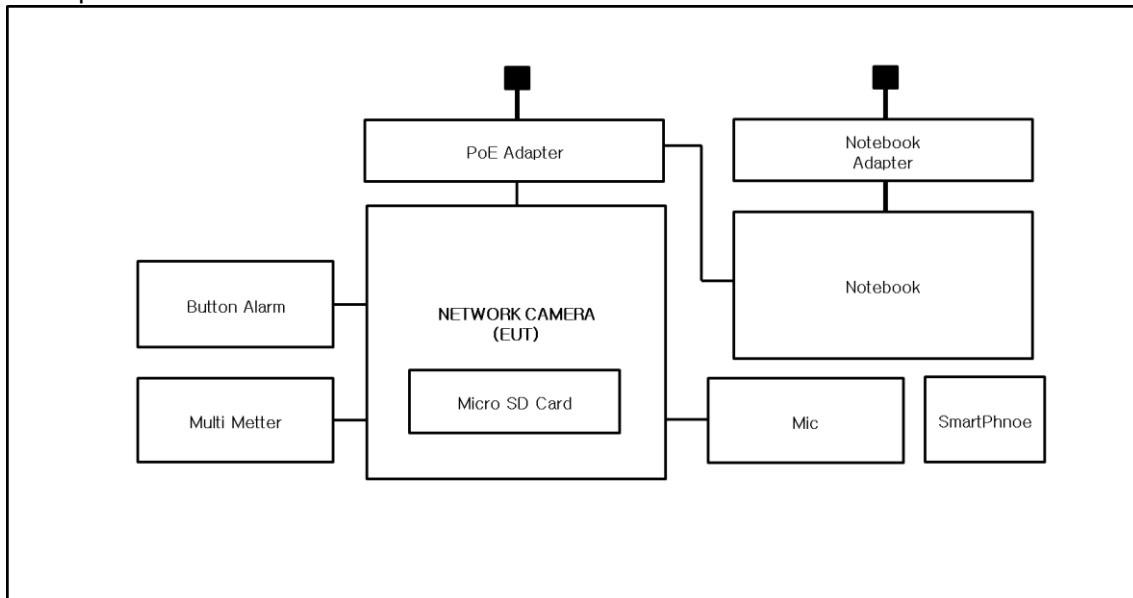 PoE Adapter
Notebook
Adapter
Button Alarm
NETWORK CAMERA
(EUT)
Notebook
Multi Metter
Micro SD Card
Mic
SmartPhnoe